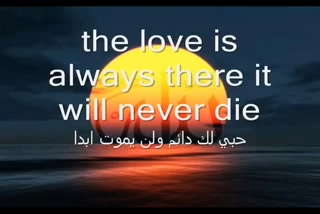 the love is
always there it
will never die
حبي لك دائم ولن يموت ابدا